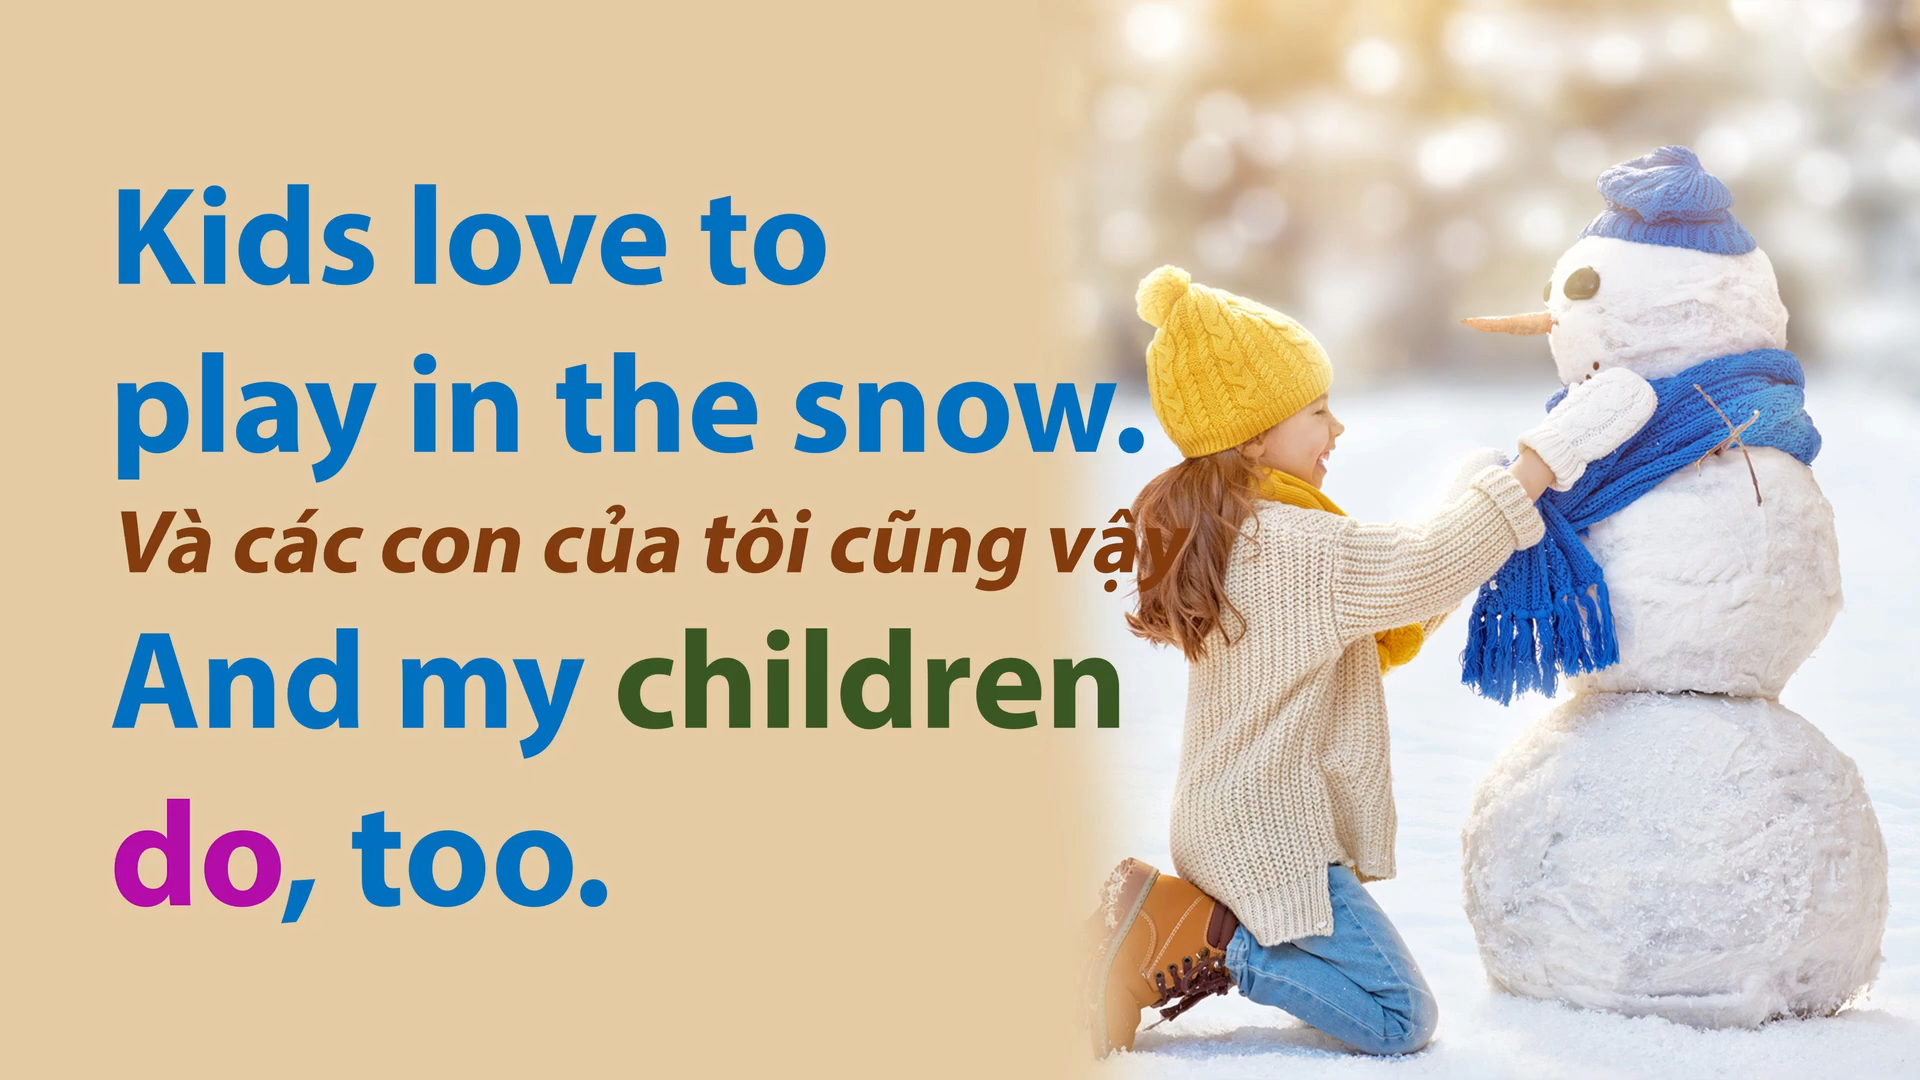 Kids love to
play in the snow.
Và các con của tôi cũng vậy
And my children
do, too.